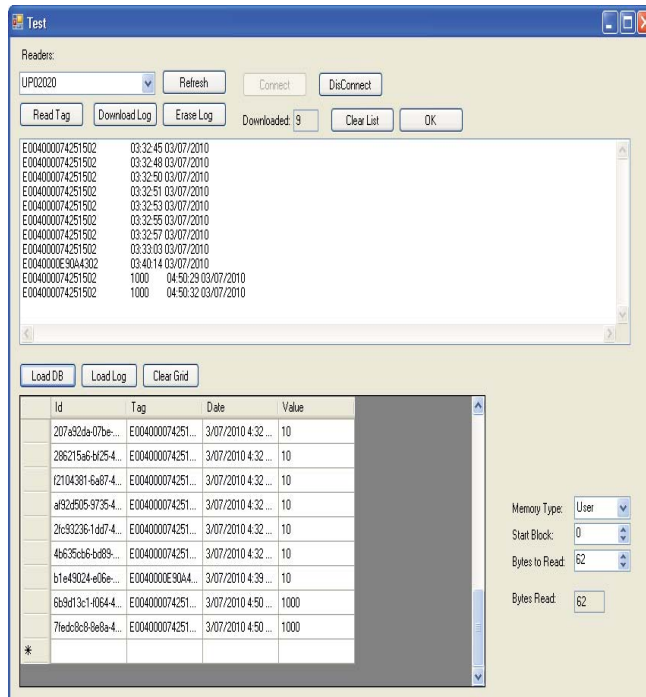 Test
Readers:
UP02020 Refresh Connect DisConnect
Read Tag Download Log Erase Log Downloaded: 9 Clear List OK
E004000074251502 03:32:45 03/07/2010
E004000074251502 03:32:48 03/07/2010
E004000074251502 03:32:50 03/07/2010
E004000074251502 03:32:51 03/07/2010
E004000074251502 03:32:53 03/07/2010
E004000074251502 03:32:55 03/07/2010
E004000074251502 03:32:57 03/07/2010
E004000074251502 03:33:03 03/07/2010
E0040000E90A4302 03:40:14 03/07/2010
E004000074251502 1000 04:50:29 03/07/2010
E004000074251502 1000 04:50:32 03/07/2010
Load DB Load Log Clear Grid
Id Tag Date Value
207a92da-07be-... E004000074251... 3/07/2010 4:32 ... 10
286215a6-bf25-4... E004000074251... 3/07/2010 4:32 ... 10
f2104381-6a87-4... E004000074251... 3/07/2010 4:32 ... 10
af92d505-9735-4... E004000074251... 3/07/2010 4:32 ... 10
2fc93236-1dd7-4... E004000074251... 3/07/2010 4:32 ... 10
4b635cb6-bd89-... E004000074251... 3/07/2010 4:32 ... 10
b1e49024-e06e-... E0040000E90A4... 3/07/2010 4:39 ... 10
6b9d13c1-f064-4... E004000074251... 3/07/2010 4:50 ... 1000
7fedc8c8-8e8a-4... E004000074251... 3/07/2010 4:50 ... 1000
*
Memory Type: User
Start Block: 0
Bytes to Read: 62
Bytes Read: 62